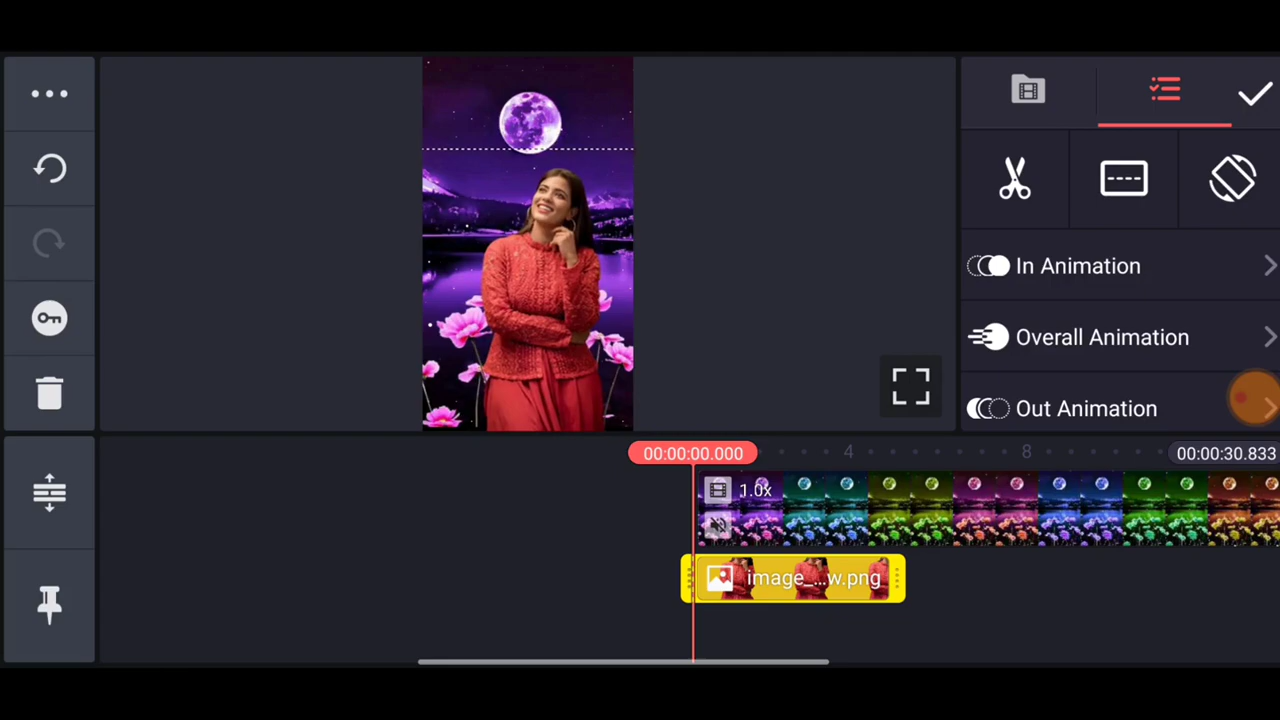 In Animation
Overall Animation
Out Animation
00:00:00.000
4
8
00:00:30.833
1.0x
image_...w.png